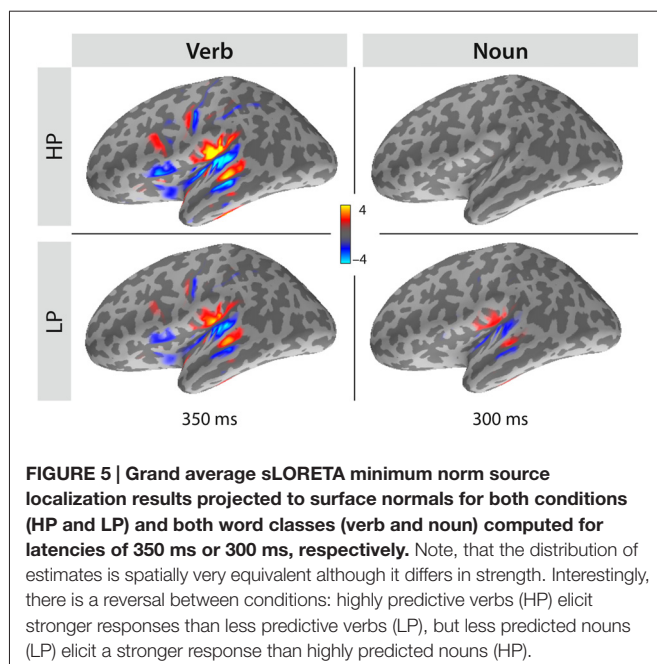 Verb
Noun
HP
4
-4
LP
350 ms
300 ms
FIGURE 5 | Grand average sLORETA minimum norm source
localization results projected to surface normals for both conditions
(HP and LP) and both word classes (verb and noun) computed for
latencies of 350 ms or 300 ms, respectively. Note, that the distribution of
estimates is spatially very equivalent although it differs in strength. Interestingly,
there is a reversal between conditions: highly predictive verbs (HP) elicit
stronger responses than less predictive verbs (LP), but less predicted nouns
(LP) elicit a stronger response than highly predicted nouns (HP).